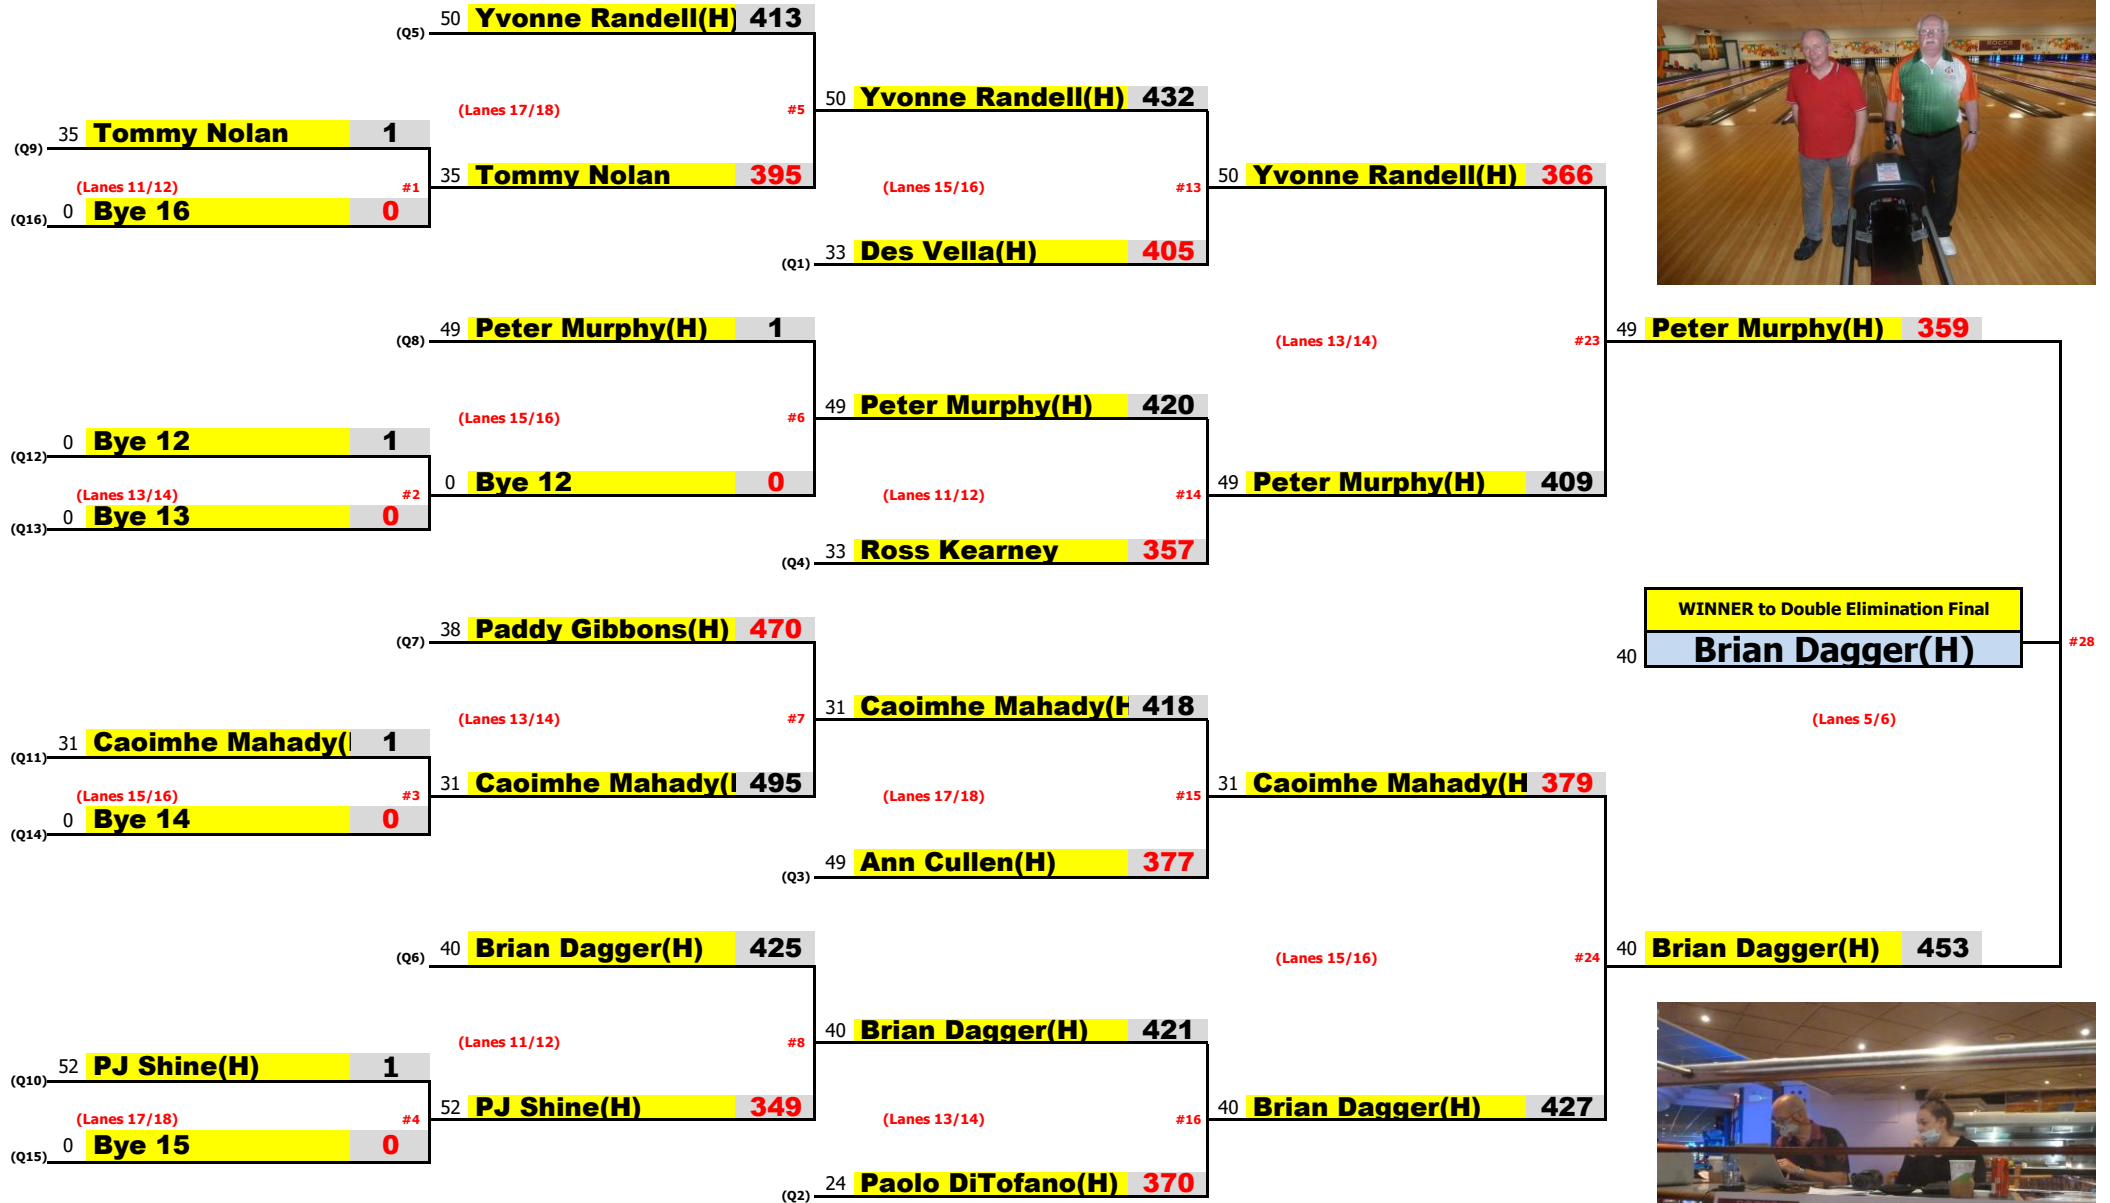 (Q5) 50 Yvonne Randell(H) 413
(Lanes 17/18) #5
50 Yvonne Randell(H) 432
(Q9) 35 Tommy Nolan 1
(Lanes 11/12) #1
35 Tommy Nolan 395
(Lanes 15/16) #13
50 Yvonne Randell(H) 366
(Q16) 0 Bye 16 0
(Q1) 33 Des Vella(H) 405
(Q8) 49 Peter Murphy(H) 1
(Lanes 13/14) #23
49 Peter Murphy(H) 359
(Lanes 15/16) #6
49 Peter Murphy(H) 420
(Q12) 0 Bye 12 1
(Lanes 13/14) #2
0 Bye 12 0
(Lanes 11/12) #14
49 Peter Murphy(H) 409
(Q13) 0 Bye 13 0
(Q4) 33 Ross Kearney 357
WINNER to Double Elimination Final
40 Brian Dagger(H) #28
(Lanes 5/6)
(Q7) 38 Paddy Gibbons(H) 470
(Lanes 13/14) #7
31 Caoimhe Mahady(H 418
(Q11) 31 Caoimhe Mahady( 1
(Lanes 15/16) #3
31 Caoimhe Mahady( 495
(Lanes 17/18) #15
31 Caoimhe Mahady(H 379
(Q14) 0 Bye 14 0
(Q3) 49 Ann Cullen(H) 377
(Q6) 40 Brian Dagger(H) 425
(Lanes 15/16) #24
40 Brian Dagger(H) 453
(Lanes 11/12) #8
40 Brian Dagger(H) 421
(Q10) 52 PJ Shine(H) 1
(Lanes 17/18) #4
52 PJ Shine(H) 349
(Lanes 13/14) #16
40 Brian Dagger(H) 427
(Q15) 0 Bye 15 0
(Q2) 24 Paolo DiTofano(H) 370